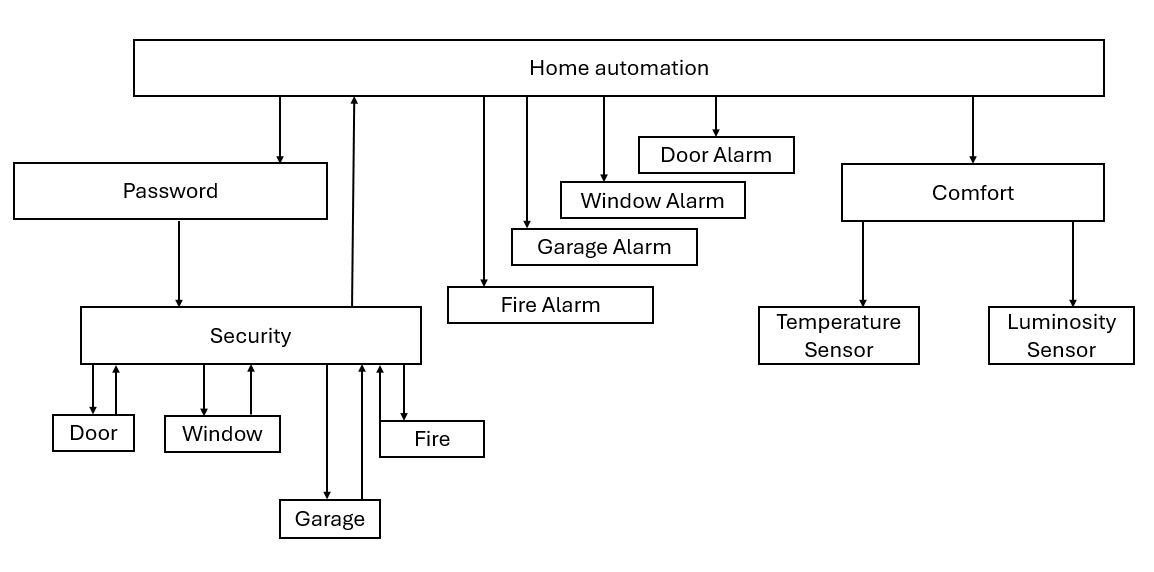 Home automation
Door Alarm
Password
Comfort
Window Alarm
Garage Alarm
Fire Alarm
Security
Temperature
Sensor
Luminosity
Sensor
Door
Window
Fire
Garage